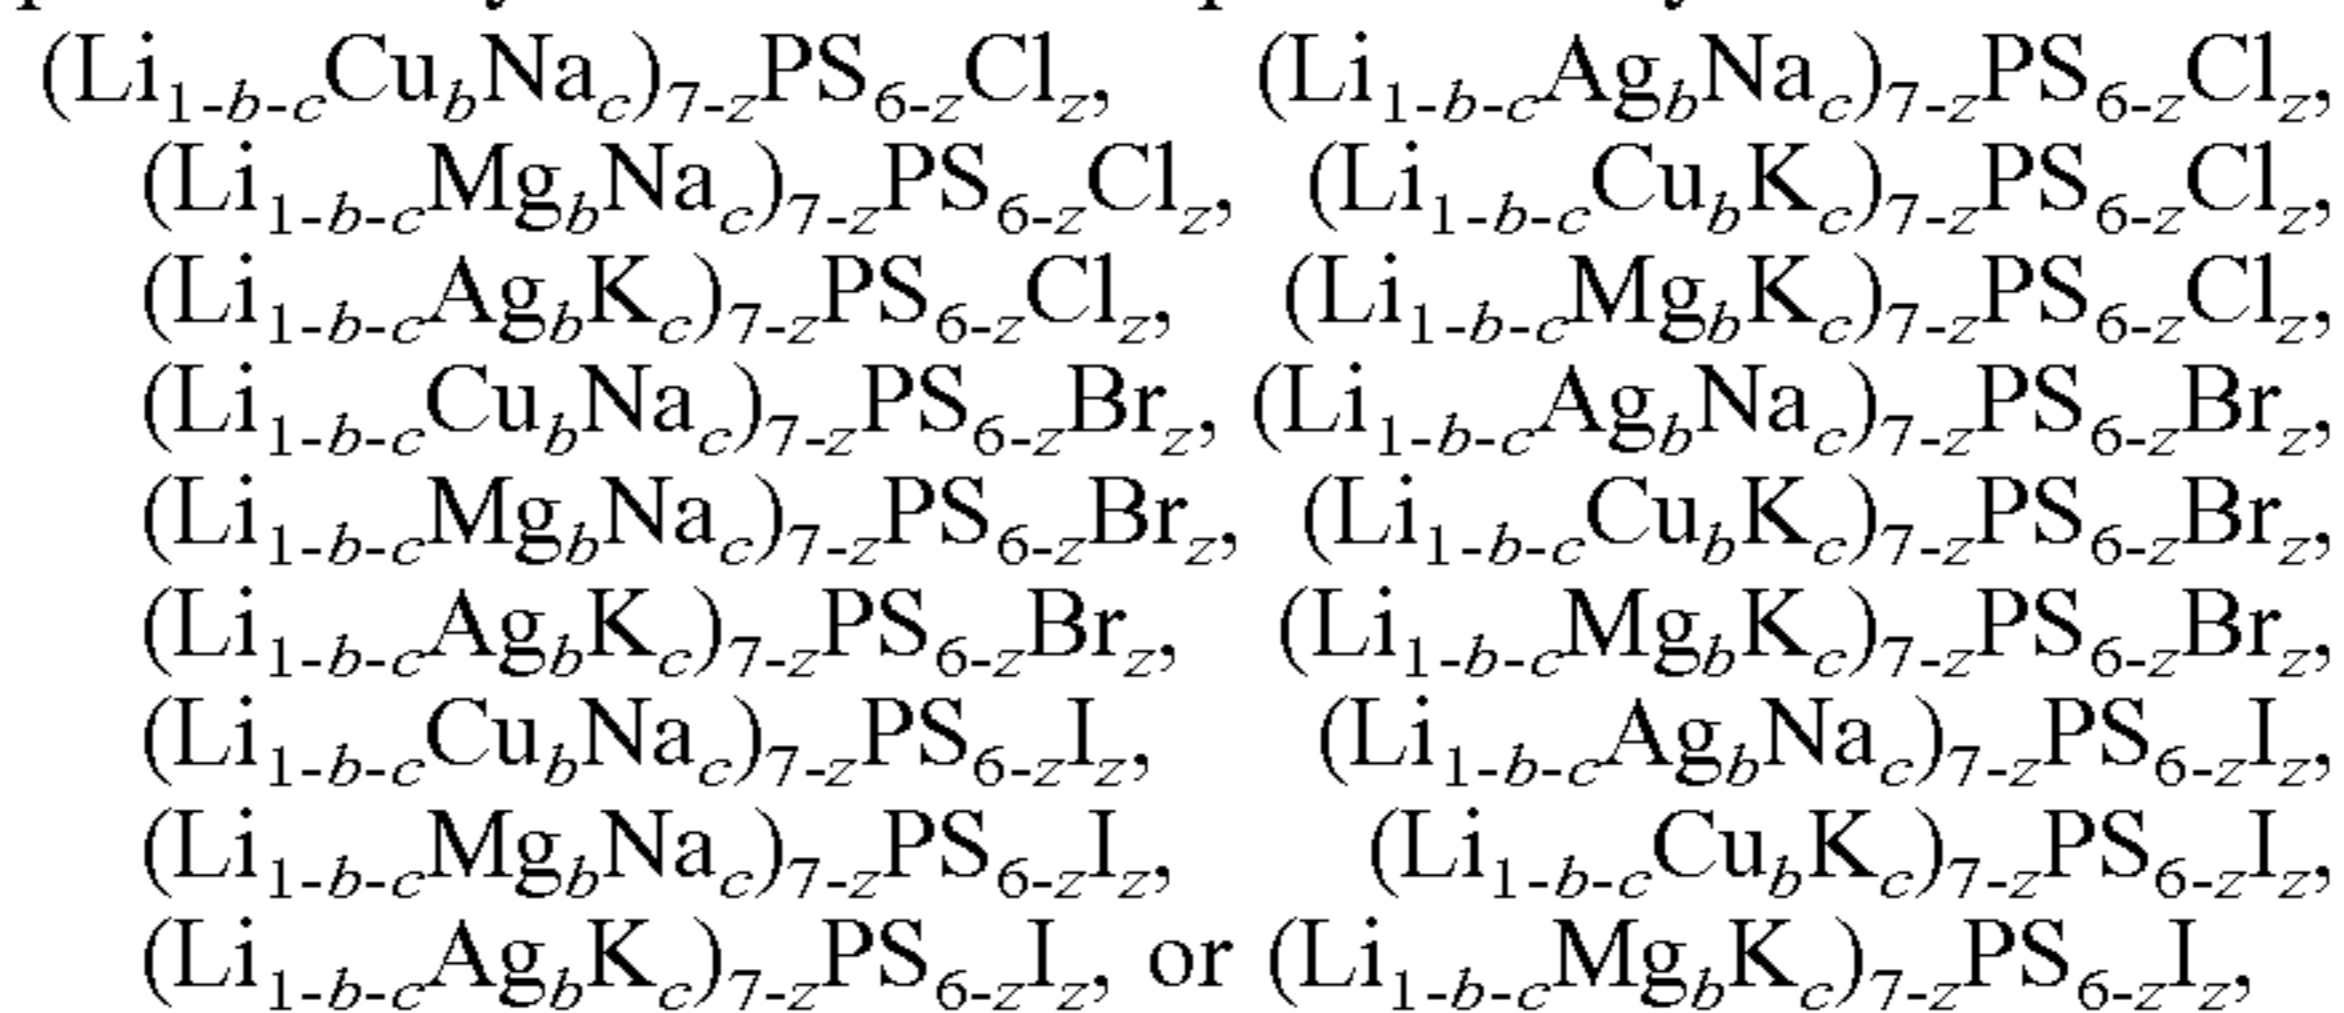 (Li₁₋b₋cCubNac)₇₋zPS₆₋zClz, (Li₁₋b₋cAgbNac)₇₋zPS₆₋zClz,
(Li₁₋b₋cMgbNac)₇₋zPS₆₋zClz, (Li₁₋b₋cCubKc)₇₋zPS₆₋zClz,
(Li₁₋b₋cAgbKc)₇₋zPS₆₋zClz, (Li₁₋b₋cMgbKc)₇₋zPS₆₋zClz,
(Li₁₋b₋cCubNac)₇₋zPS₆₋zBrz, (Li₁₋b₋cAgbNac)₇₋zPS₆₋zBrz,
(Li₁₋b₋cMgbNac)₇₋zPS₆₋zBrz, (Li₁₋b₋cCubKc)₇₋zPS₆₋zBrz,
(Li₁₋b₋cAgbKc)₇₋zPS₆₋zBrz, (Li₁₋b₋cMgbKc)₇₋zPS₆₋zBrz,
(Li₁₋b₋cCubNac)₇₋zPS₆₋zIz, (Li₁₋b₋cAgbNac)₇₋zPS₆₋zIz,
(Li₁₋b₋cMgbNac)₇₋zPS₆₋zIz, (Li₁₋b₋cCubKc)₇₋zPS₆₋zIz,
(Li₁₋b₋cAgbKc)₇₋zPS₆₋zIz, or (Li₁₋b₋cMgbKc)₇₋zPS₆₋zIz,